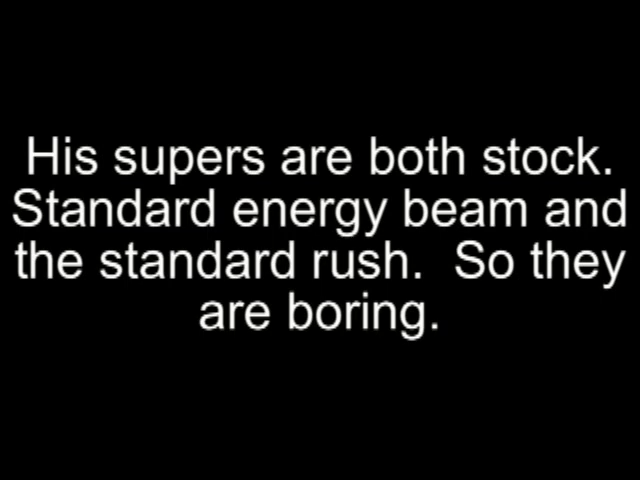 His supers are both stock.
Standard energy beam and
the standard rush.  So they
are boring.